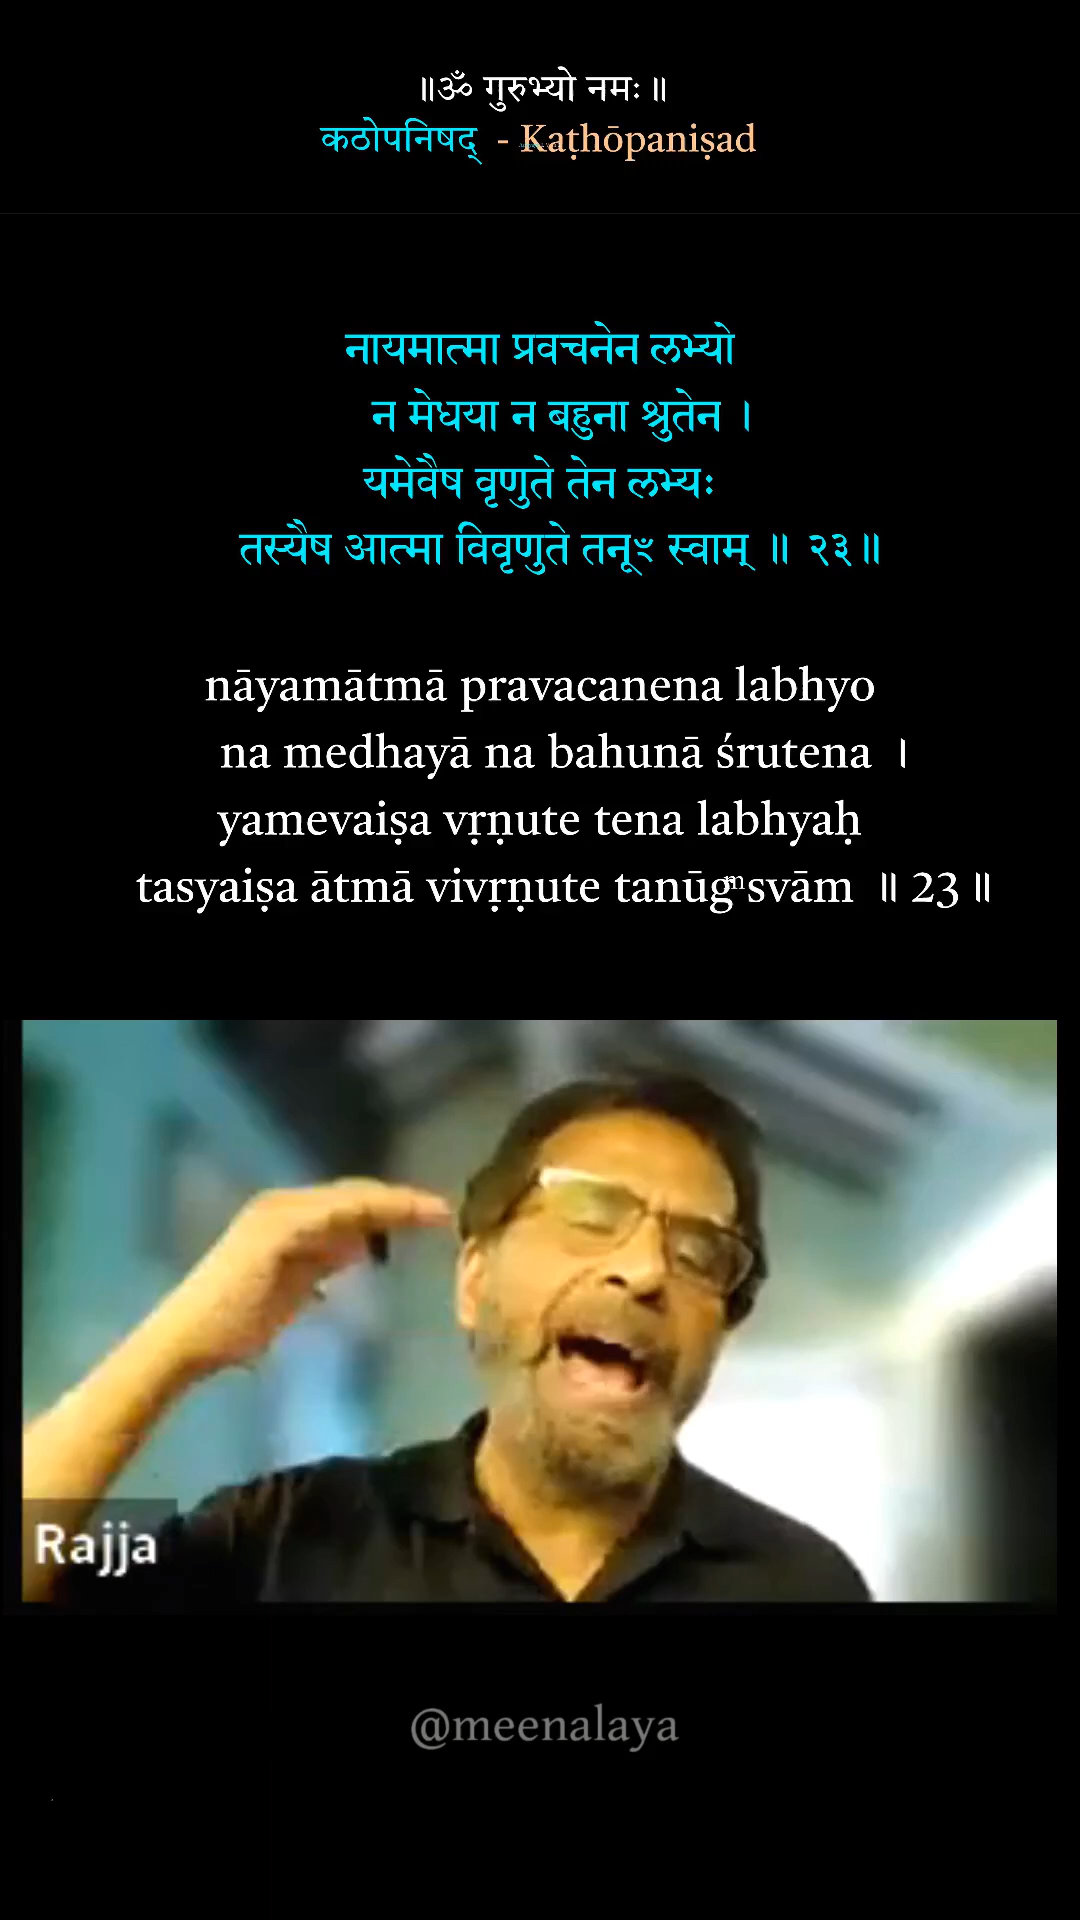 ॥ॐ गुरुभ्यो नमः॥
कठोपनिषद् - Kaṭhōpaniṣad
नायमात्मा प्रवचनेन लभ्यो
न मेधया न बहुना श्रुतेन ।
यमेवैष वृणुते तेन लभ्यः
तस्यैष आत्मा विवृणुते तनूꣳ स्वाम् ॥ २३॥
nāyamātmā pravacanena labhyo
na medhayā na bahunā śrutena ।
yamevaiṣa vṛṇute tena labhyaḥ
tasyaiṣa ātmā vivṛṇute tanūgᵐ svām ॥ 23॥
Rajja
@meenalaya